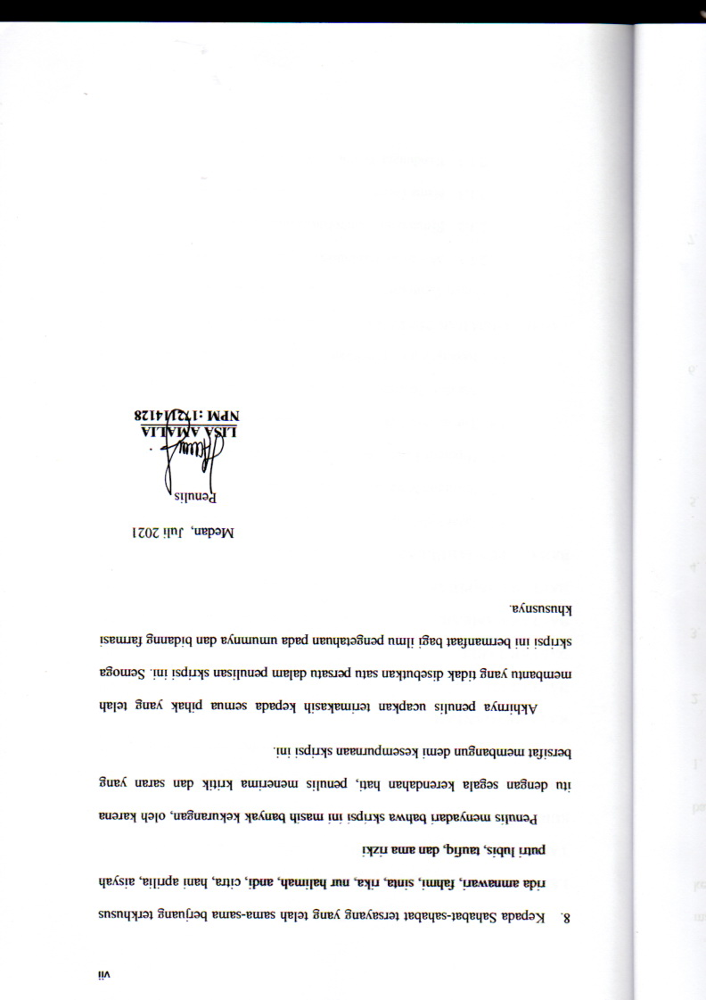 vii
8. Kepada Sahabat-sahabat tersayang yang telah sama-sama berjuang terkhusus
rida amnawari, fahmi, sinta, rika, nur halimah, andi, citra, hani aprilia, aisyah
putri lubis, taufiq, dan ama rizki
Penulis menyadari bahwa skripsi ini masih banyak kekurangan, oleh karena
itu dengan segala kerendahan hati, penulis menerima kritik dan saran yang
bersifat membangun demi kesempurnaan skripsi ini.
Akhirnya penulis ucapkan terimakasih kepada semua pihak yang telah
membantu yang tidak disebutkan satu persatu dalam penulisan skripsi ini. Semoga
skripsi ini bermanfaat bagi ilmu pengetahuan pada umumnya dan bidanng farmasi
khususnya.
Medan, Juli 2021
Penulis
LISA AMALIA
NPM : 172114128